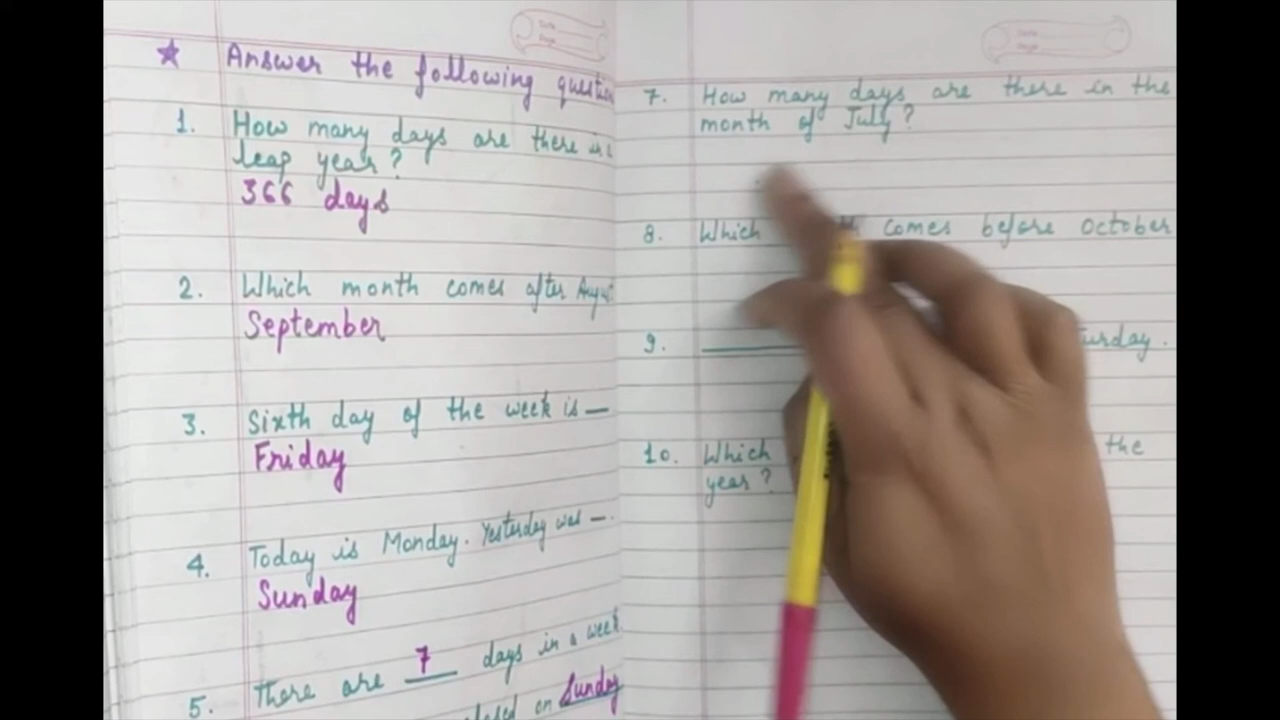 ★ Answer the following
1. How many days are there in a
leap year?
366 days
2. Which month comes after
September
3. Sixth day of the week is —
Friday
4. Today is Monday. Yesterday was —.
Sunday
5. There are 7 days in a week
on Sunday
7. How many days are there in the
month of July?
8. Which comes before October
9. ______
10. Which the
year?